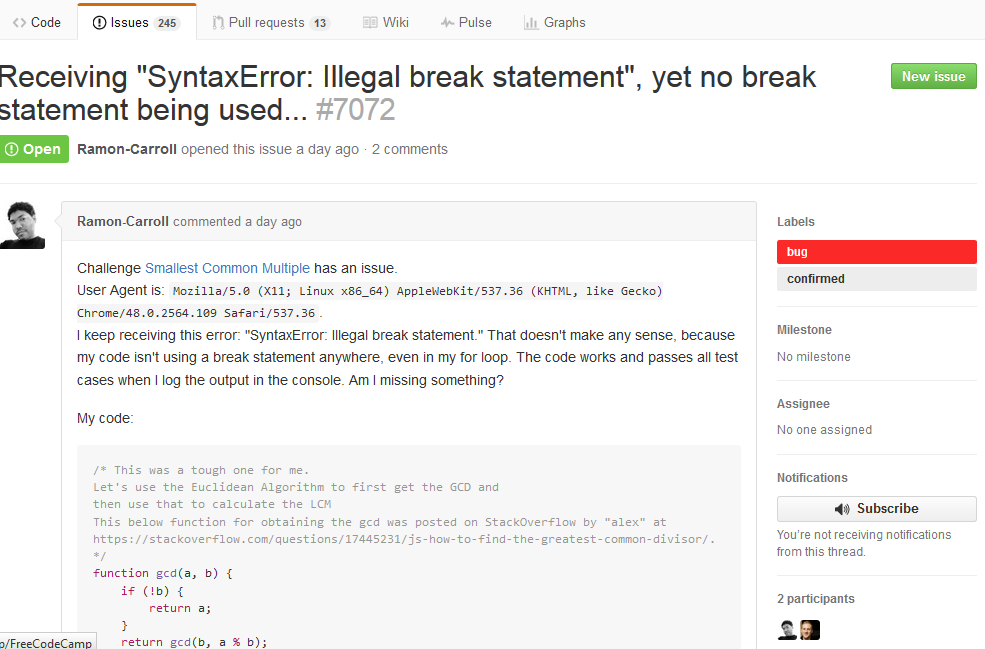 Code Issues 245 Pull requests 13 Wiki Pulse Graphs
Receiving "SyntaxError: Illegal break statement", yet no break
statement being used... #7072
New issue
Open Ramon-Carroll opened this issue a day ago · 2 comments
Ramon-Carroll commented a day ago
Challenge Smallest Common Multiple has an issue.
User Agent is: Mozilla/5.0 (X11; Linux x86_64) AppleWebKit/537.36 (KHTML, like Gecko)
Chrome/48.0.2564.109 Safari/537.36 .
I keep receiving this error: "SyntaxError: Illegal break statement." That doesn't make any sense, because
my code isn't using a break statement anywhere, even in my for loop. The code works and passes all test
cases when I log the output in the console. Am I missing something?
My code:
/* This was a tough one for me.
Let's use the Euclidean Algorithm to first get the GCD and
then use that to calculate the LCM
This below function for obtaining the gcd was posted on StackOverflow by "alex" at
https://stackoverflow.com/questions/17445231/js-how-to-find-the-greatest-common-divisor/.
*/
function gcd(a, b) {
if (!b) {
return a;
}
return gcd(b, a % b);
p/FreeCodeCamp
Labels
bug
confirmed
Milestone
No milestone
Assignee
No one assigned
Notifications
Subscribe
You're not receiving notifications
from this thread.
2 participants